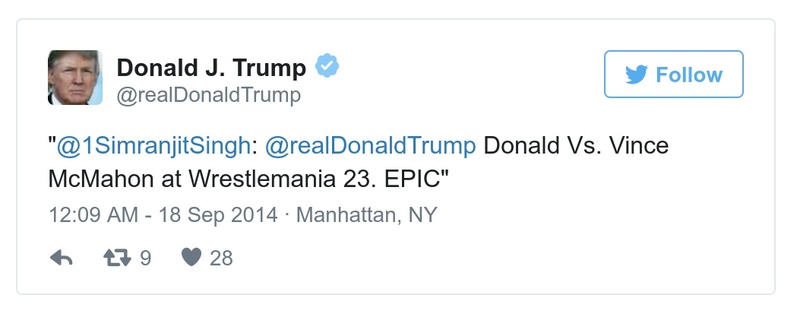 Donald J. Trump
@realDonaldTrump
Follow
"@1SimranjitSingh: @realDonaldTrump Donald Vs. Vince
McMahon at Wrestlemania 23. EPIC"
12:09 AM - 18 Sep 2014 · Manhattan, NY
9 28